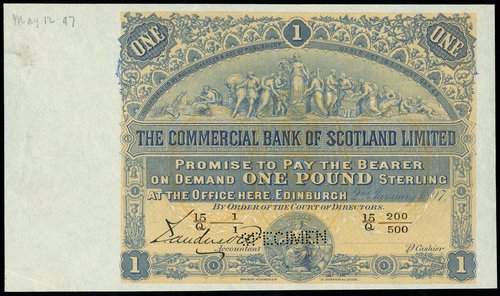 May 12 97
ONE 1 ONE
THE COMMERCIAL BANK OF SCOTLAND LIMITED
PROMISE TO PAY THE BEARER
ON DEMAND ONE POUND STERLING
AT THE OFFICE HERE, EDINBURGH January
BY ORDER OF THE COURT OF DIRECTORS.
15 1 15 200
Q 1 Q 500
SPECIMEN
Accountant P. Cashier
1 1